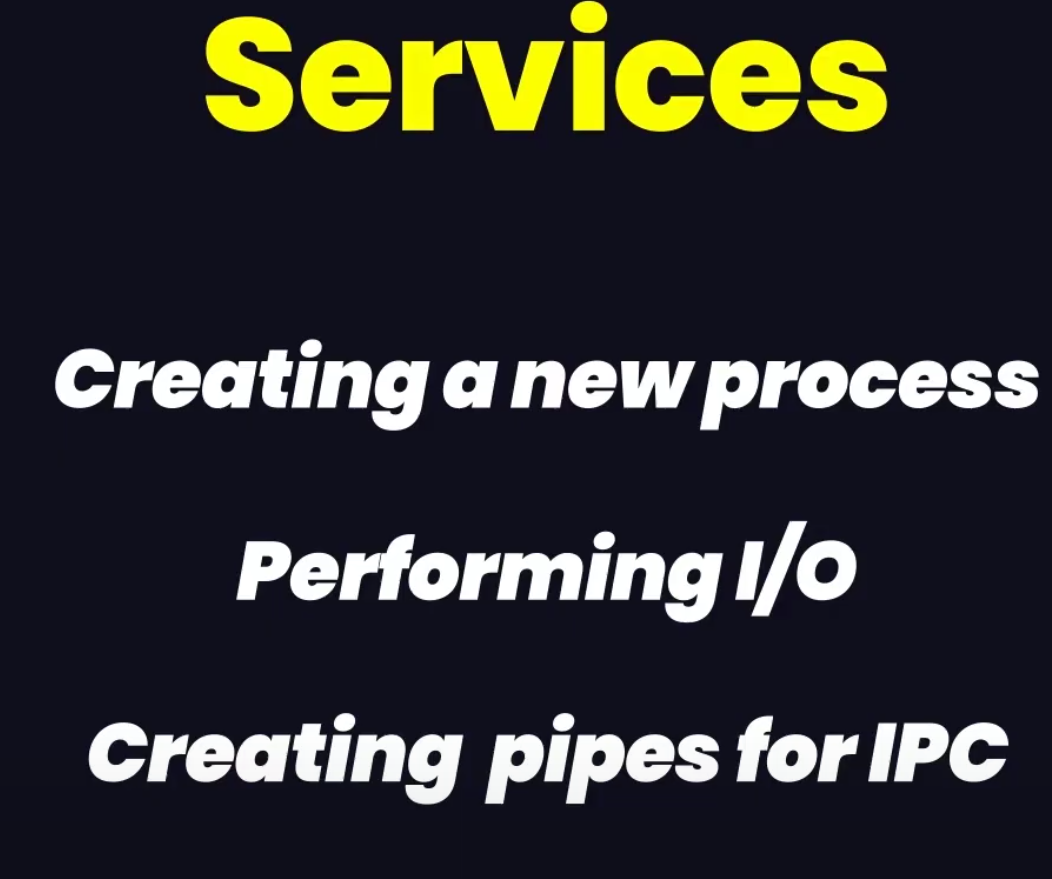 Services
Creating a new process
Performing I/O
Creating pipes for IPC